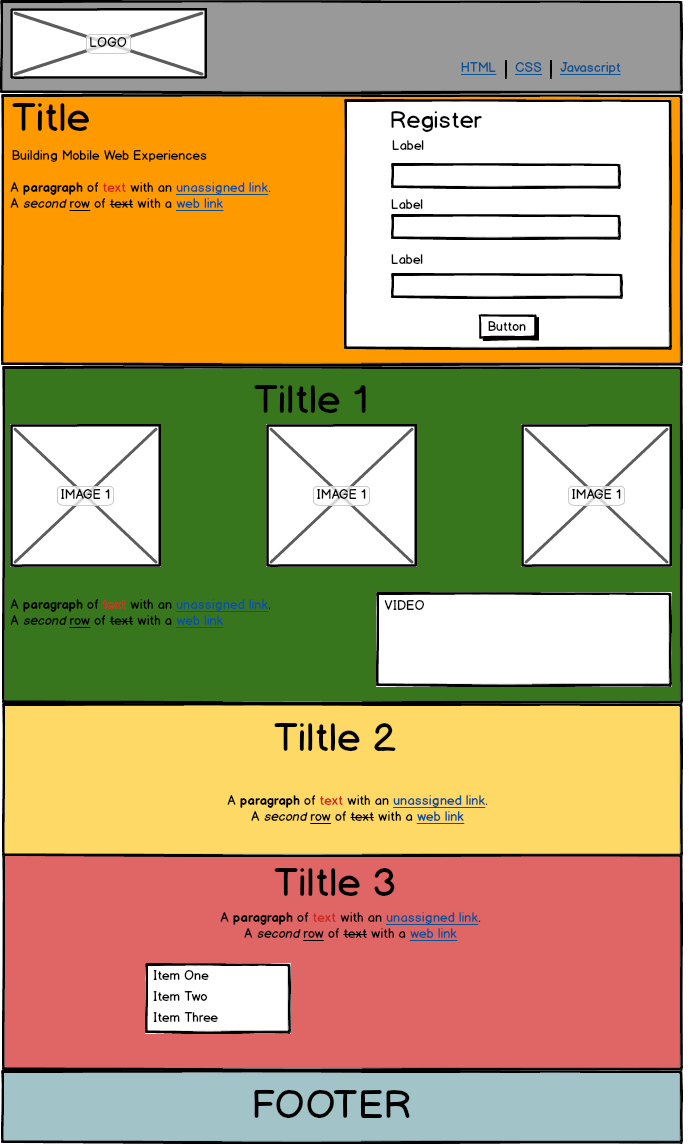 LOGO
HTML CSS Javascript
Title
Building Mobile Web Experiences
A paragraph of text with an unassigned link.
A second row of text with a web link
Register
Label
Label
Label
Button
Tiltle 1
IMAGE 1 IMAGE 1 IMAGE 1
A paragraph of text with an unassigned link.
A second row of text with a web link
VIDEO
Tiltle 2
A paragraph of text with an unassigned link.
A second row of text with a web link
Tiltle 3
A paragraph of text with an unassigned link.
A second row of text with a web link
Item One
Item Two
Item Three
FOOTER